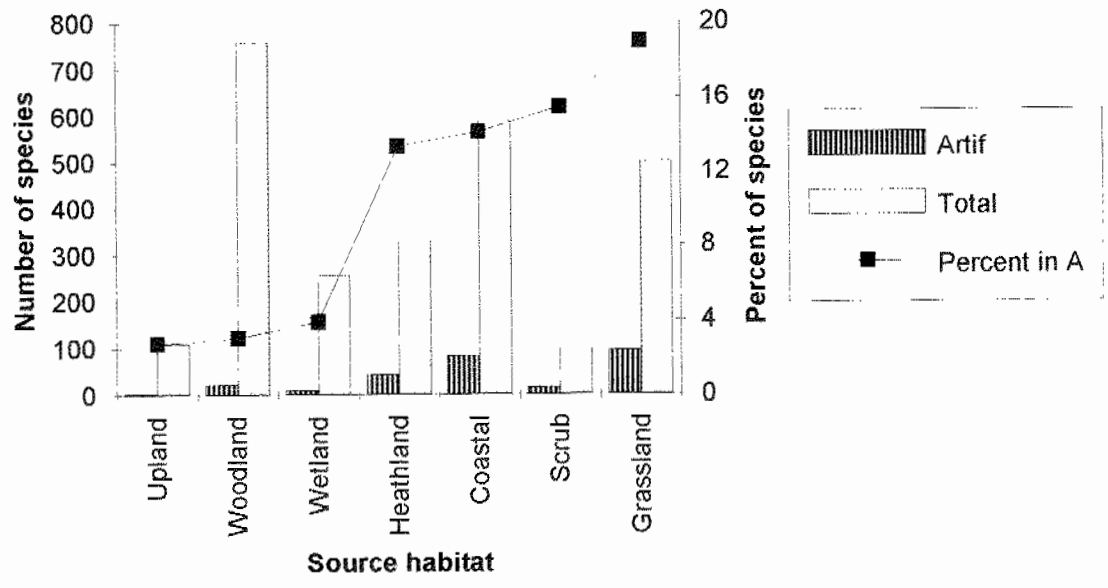 800
700
600
500
400
300
200
100
0
Number of species
20
16
12
8
4
0
Percent of species
Upland
Woodland
Wetland
Heathland
Coastal
Scrub
Grassland
Source habitat
Artif
Total
Percent in A